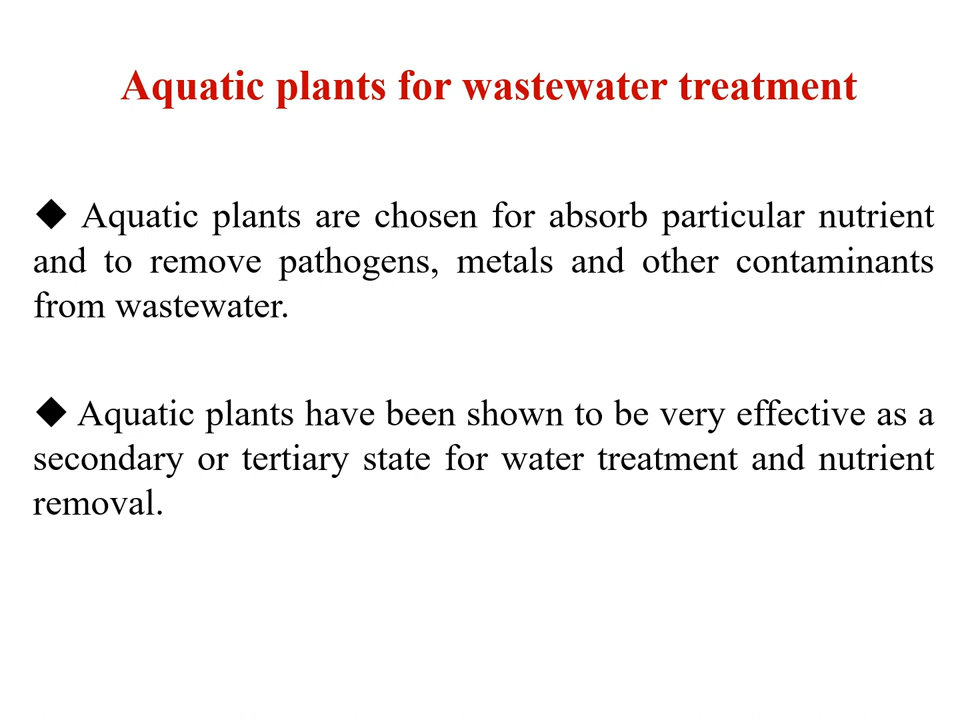 Aquatic plants for wastewater treatment
◆ Aquatic plants are chosen for absorb particular nutrient
and to remove pathogens, metals and other contaminants
from wastewater.
◆ Aquatic plants have been shown to be very effective as a
secondary or tertiary state for water treatment and nutrient
removal.